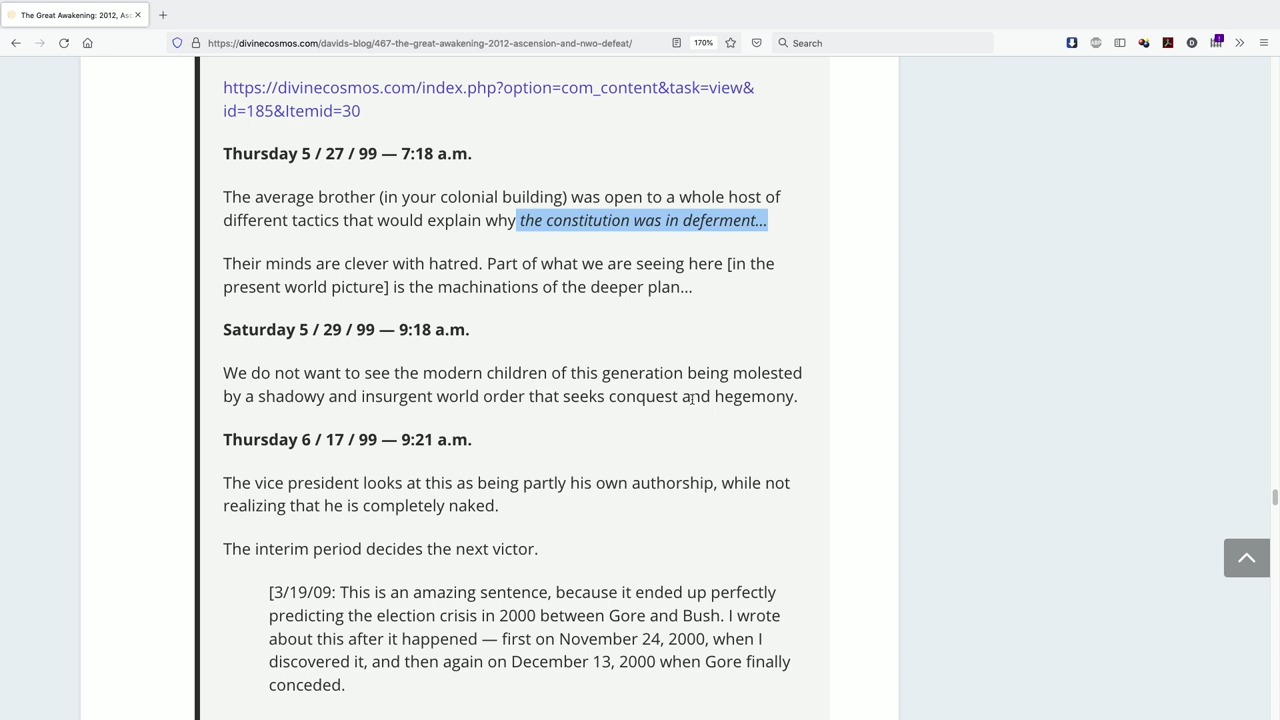 The Great Awakening: 2012, Asc
https://divinecosmos.com/davids-blog/467-the-great-awakening-2012-ascension-and-nwo-defeat/
170%
Search
https://divinecosmos.com/index.php?option=com_content&task=view&
id=185&Itemid=30
Thursday 5 / 27 / 99 — 7:18 a.m.
The average brother (in your colonial building) was open to a whole host of
different tactics that would explain why the constitution was in deferment…
Their minds are clever with hatred. Part of what we are seeing here [in the
present world picture] is the machinations of the deeper plan…
Saturday 5 / 29 / 99 — 9:18 a.m.
We do not want to see the modern children of this generation being molested
by a shadowy and insurgent world order that seeks conquest and hegemony.
Thursday 6 / 17 / 99 — 9:21 a.m.
The vice president looks at this as being partly his own authorship, while not
realizing that he is completely naked.
The interim period decides the next victor.
[3/19/09: This is an amazing sentence, because it ended up perfectly
predicting the election crisis in 2000 between Gore and Bush. I wrote
about this after it happened — first on November 24, 2000, when I
discovered it, and then again on December 13, 2000 when Gore finally
conceded.